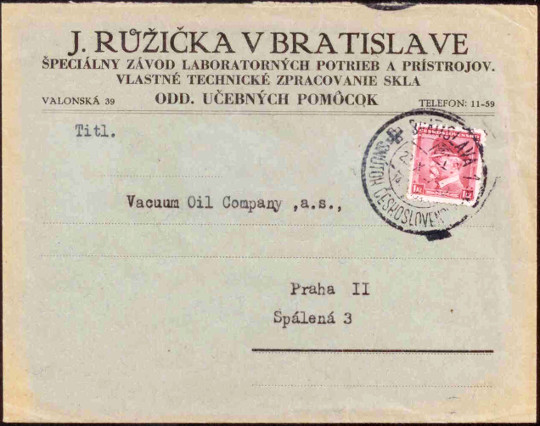 J. RŮŽIČKA V BRATISLAVE
ŠPECIÁLNY ZÁVOD LABORATORNÝCH POTRIEB A PRÍSTROJOV.
VLASTNÉ TECHNICKÉ ZPRACOVANIE SKLA
VALONSKÁ 39 ODD. UČEBNÝCH POMÔCOK TELEFON: 11-59
Titl.
Vacuum Oil Company ,a.s.,
Praha II
Spálená 3